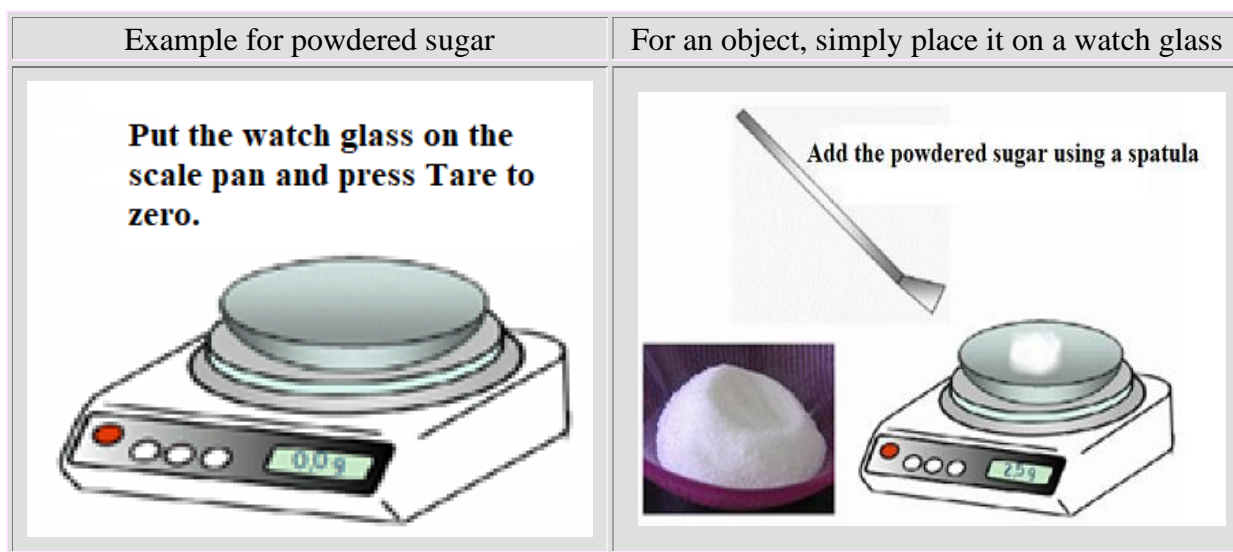 Example for powdered sugar
For an object, simply place it on a watch glass
Put the watch glass on the
scale pan and press Tare to
zero.
0,0 g
Add the powdered sugar using a spatula
2,5g